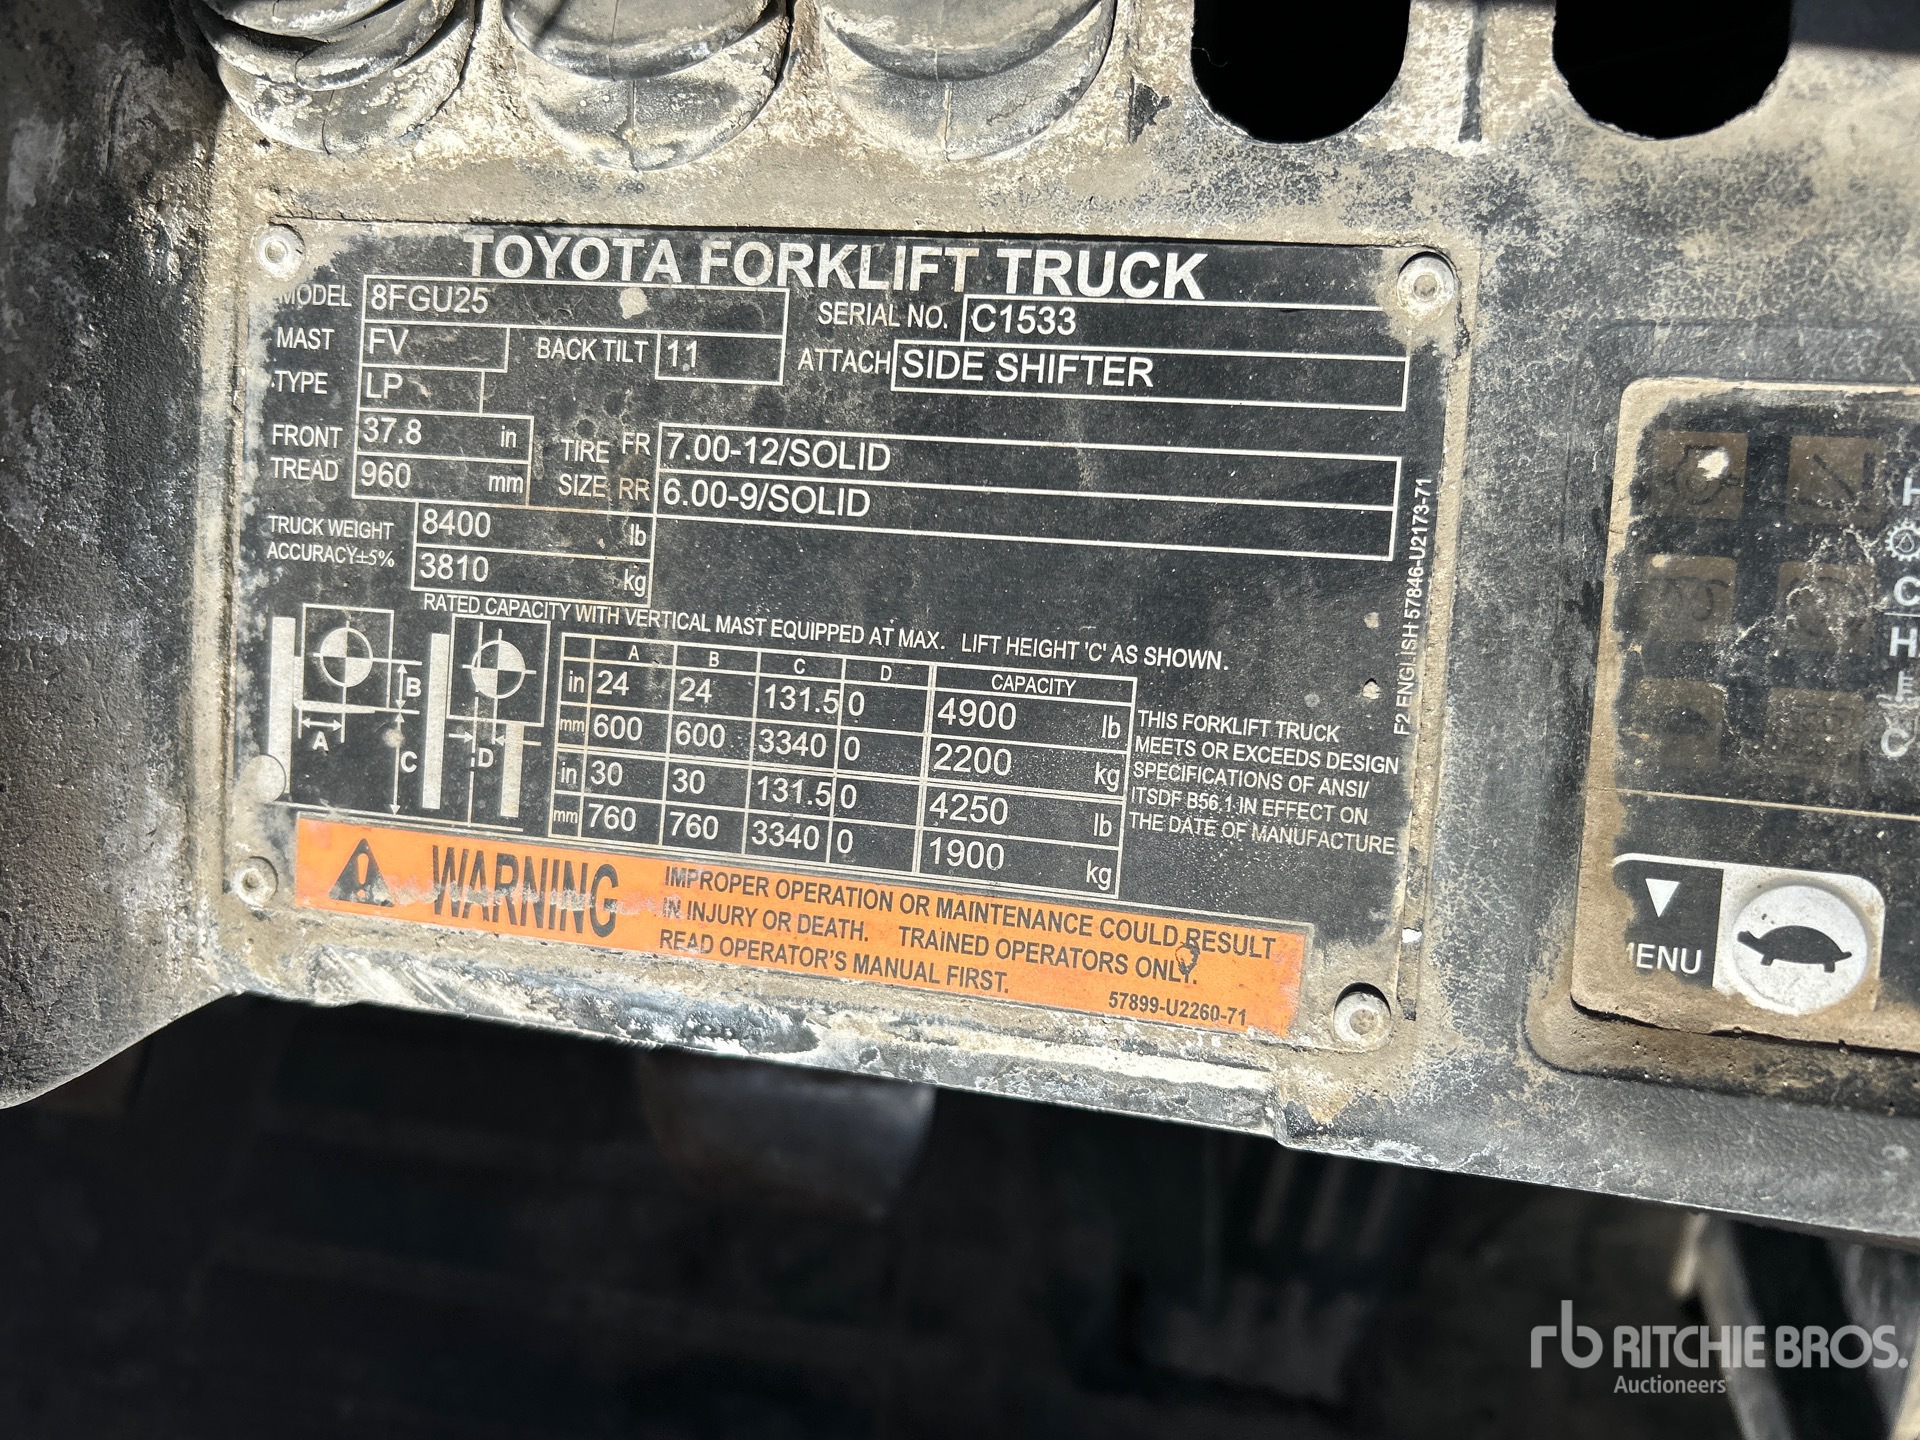 TOYOTA FORKLIFT TRUCK
MODEL 8FGU25 SERIAL NO. C1533
MAST FV BACK TILT 11 ATTACH SIDE SHIFTER
TYPE LP
FRONT TREAD 37.8 in TIRE SIZE FR 7.00-12/SOLID
960 mm RR 6.00-9/SOLID
TRUCK WEIGHT 8400 lb
ACCURACY±5% 3810 kg
RATED CAPACITY WITH VERTICAL MAST EQUIPPED AT MAX. LIFT HEIGHT 'C' AS SHOWN.
A B C D CAPACITY
in 24 24 131.5 0 4900 lb
mm 600 600 3340 0 2200 kg
in 30 30 131.5 0 4250 lb
mm 760 760 3340 0 1900 kg
A B C D
THIS FORKLIFT TRUCK
MEETS OR EXCEEDS DESIGN
SPECIFICATIONS OF ANSI/
ITSDF B56.1 IN EFFECT ON
THE DATE OF MANUFACTURE
F2 ENGLISH 57846-U2173-71
WARNING
IMPROPER OPERATION OR MAINTENANCE COULD RESULT
IN INJURY OR DEATH. TRAINED OPERATORS ONLY.
READ OPERATOR'S MANUAL FIRST.
57899-U2260-71
H
C
H
E
C
MENU
rb RITCHIE BROS.
Auctioneers